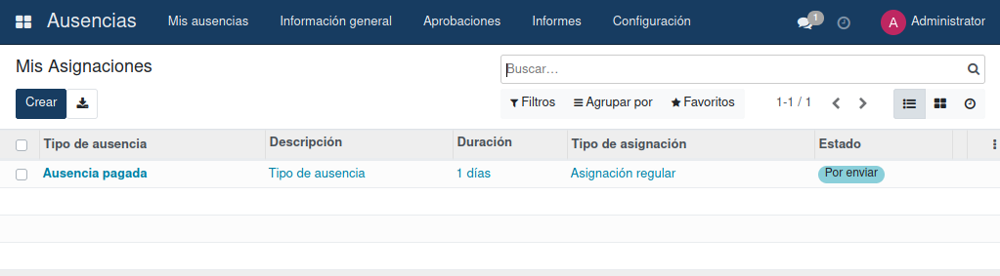 Ausencias Mis ausencias Información general Aprobaciones Informes Configuración 1 A Administrator
Mis Asignaciones Buscar...
Crear Filtros Agrupar por Favoritos 1-1 / 1
Tipo de ausencia Descripción Duración Tipo de asignación Estado
Ausencia pagada Tipo de ausencia 1 días Asignación regular Por enviar